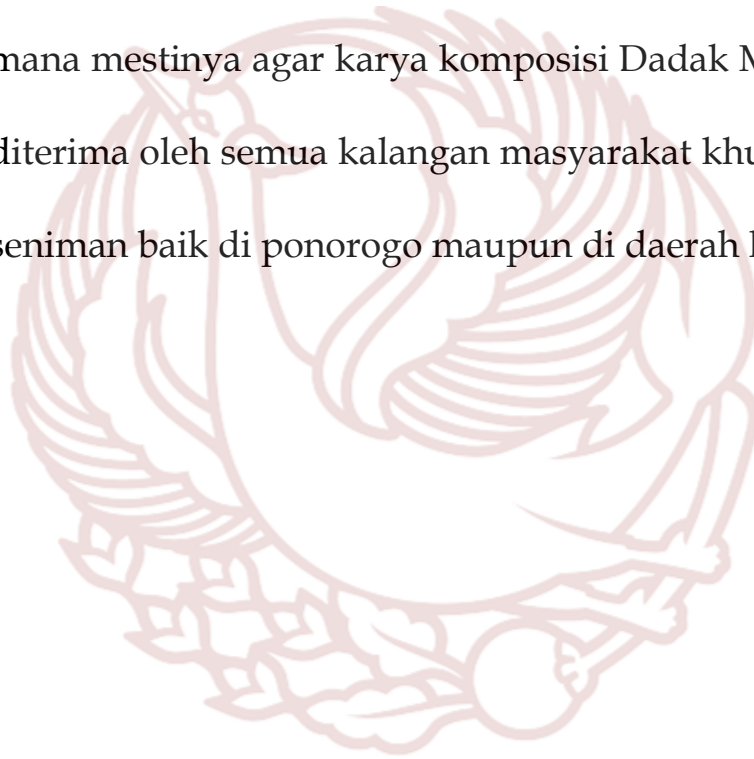 mana mestinya agar karya komposisi Dadak M
diterima oleh semua kalangan masyarakat khu
seniman baik di ponorogo maupun di daerah l